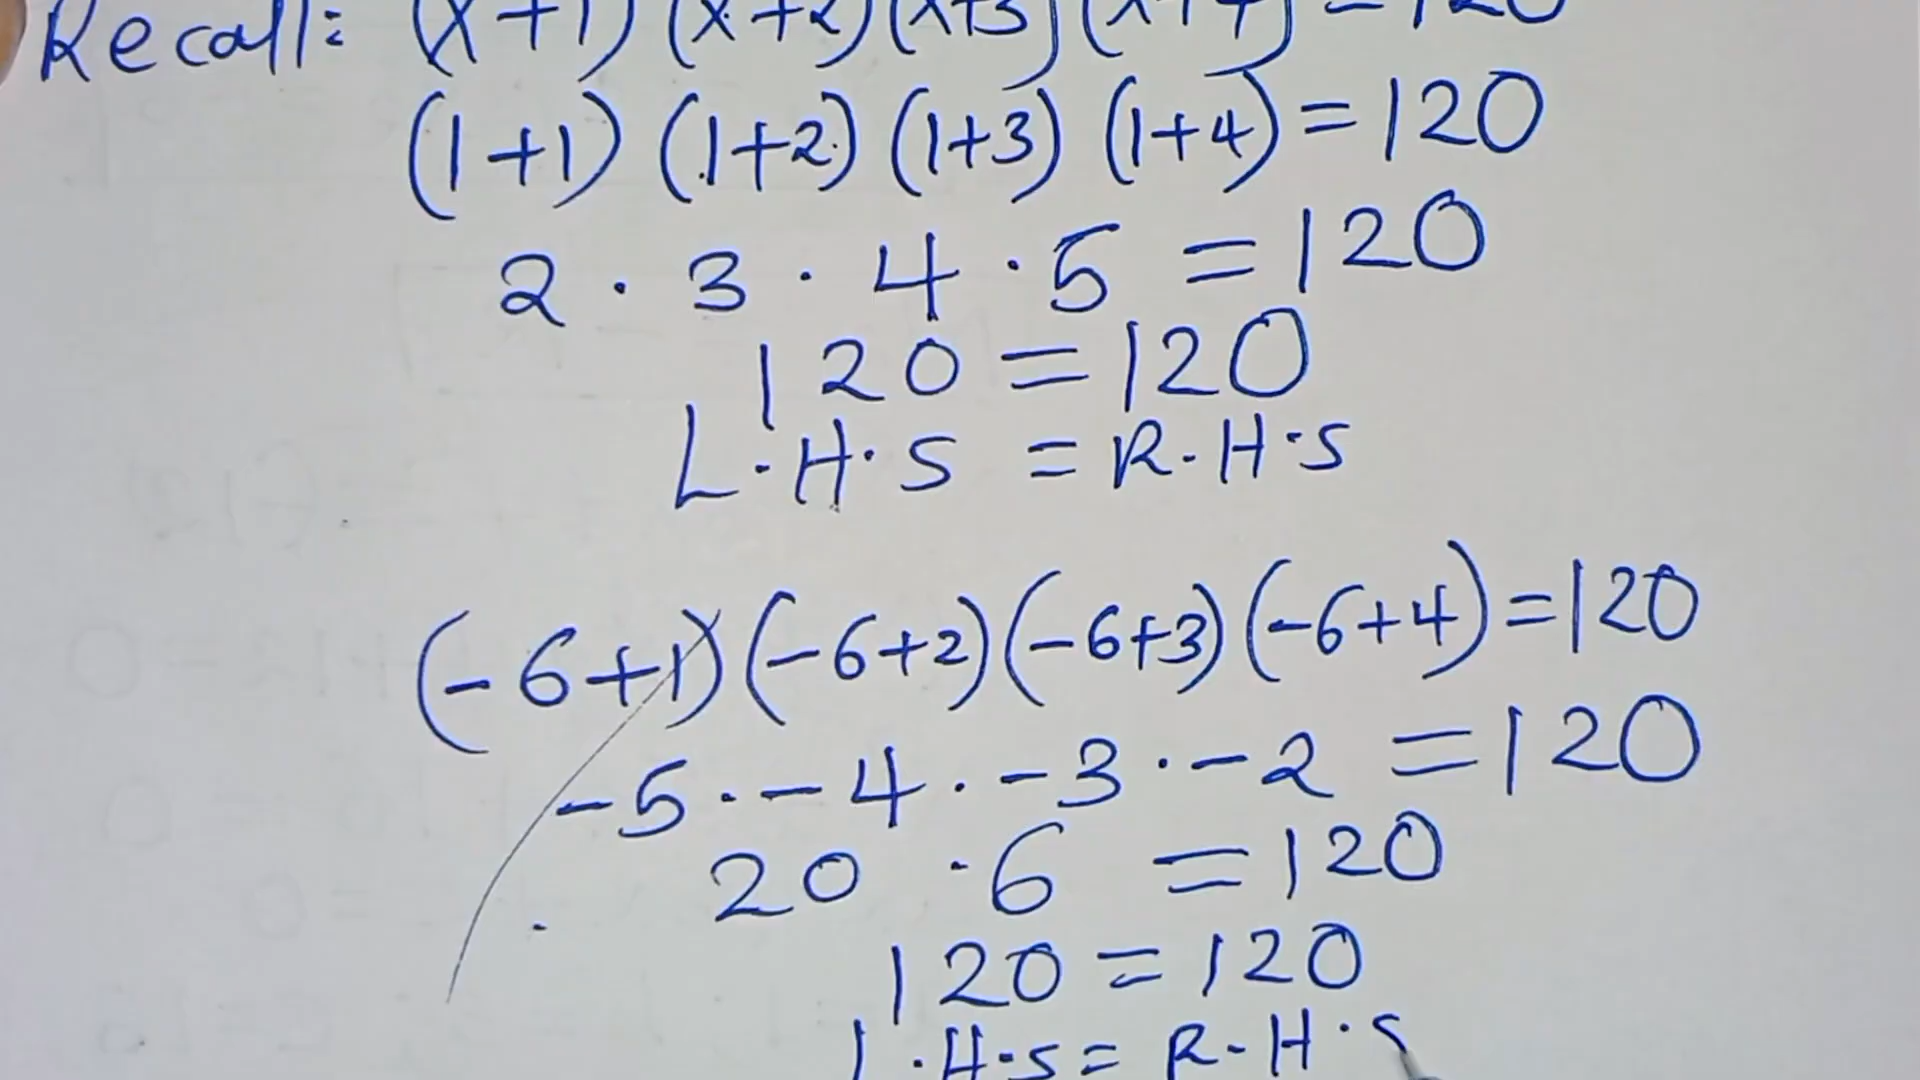 Recall: (x+1)(x+2)(x+3)(x+4) = 120
(1+1) (1+2) (1+3) (1+4) = 120
2 · 3 · 4 · 5 = 120
120 = 120
L·H·S = R·H·S
(-6+1)(-6+2)(-6+3)(-6+4) = 120
-5 · -4 · -3 · -2 = 120
20 · 6 = 120
120 = 120
L·H·S = R·H·S